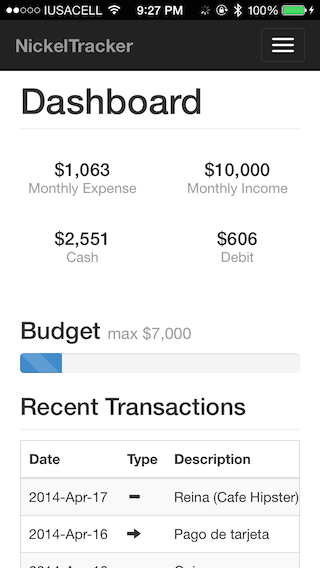 IUSACELL 9:27 PM 100%
NickelTracker
Dashboard
$1,063 $10,000
Monthly Expense Monthly Income
$2,551 $606
Cash Debit
Budget max $7,000
Recent Transactions
Date Type Description
2014-Apr-17 Reina (Cafe Hipster)
2014-Apr-16 Pago de tarjeta